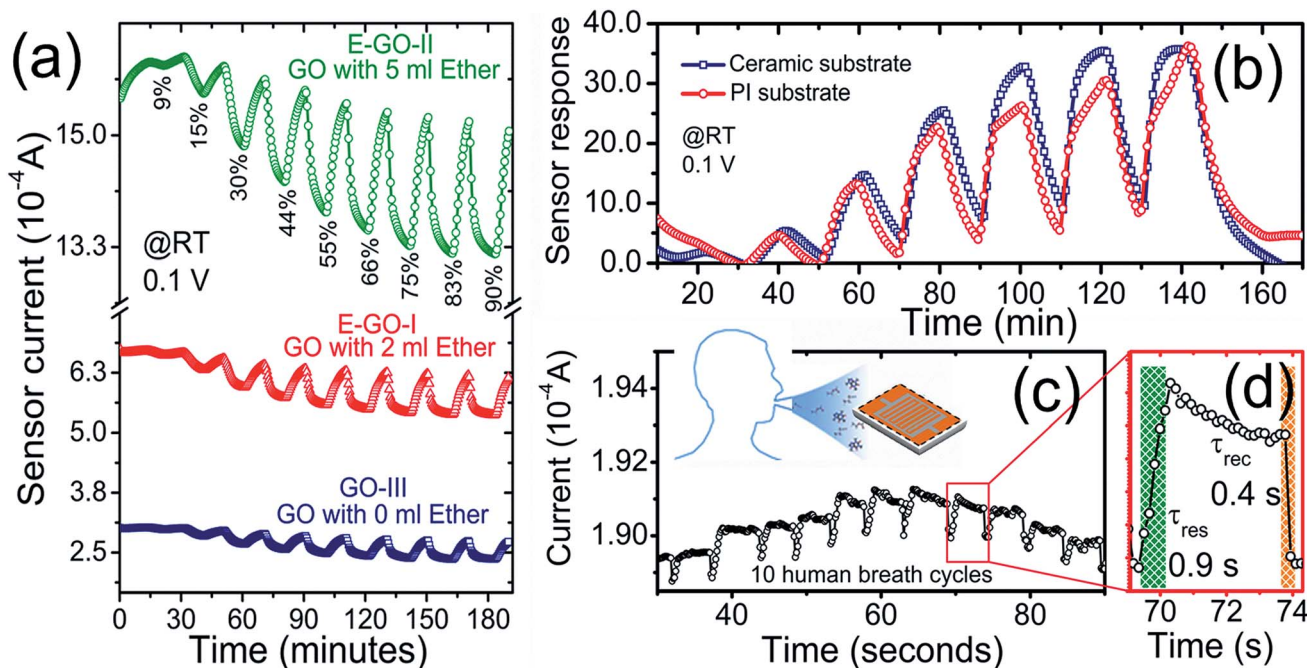 (a)
E-GO-II
GO with 5 ml Ether
9%
15%
30%
44%
55%
66%
75%
83%
90%
@RT
0.1 V
E-GO-I
GO with 2 ml Ether
GO-III
GO with 0 ml Ether
15.0
13.3
6.3
5.0
3.8
2.5
Sensor current (10⁻⁴ A)
0 30 60 90 120 150 180
Time (minutes)
(b)
Ceramic substrate
PI substrate
@RT
0.1 V
40.0
30.0
20.0
10.0
0.0
Sensor response
20 40 60 80 100 120 140 160
Time (min)
(c)
1.94
1.92
1.90
Current (10⁻⁴ A)
10 human breath cycles
40 60 80
Time (seconds)
(d)
τrec
0.4 s
τres
0.9 s
70 72 74
Time (s)